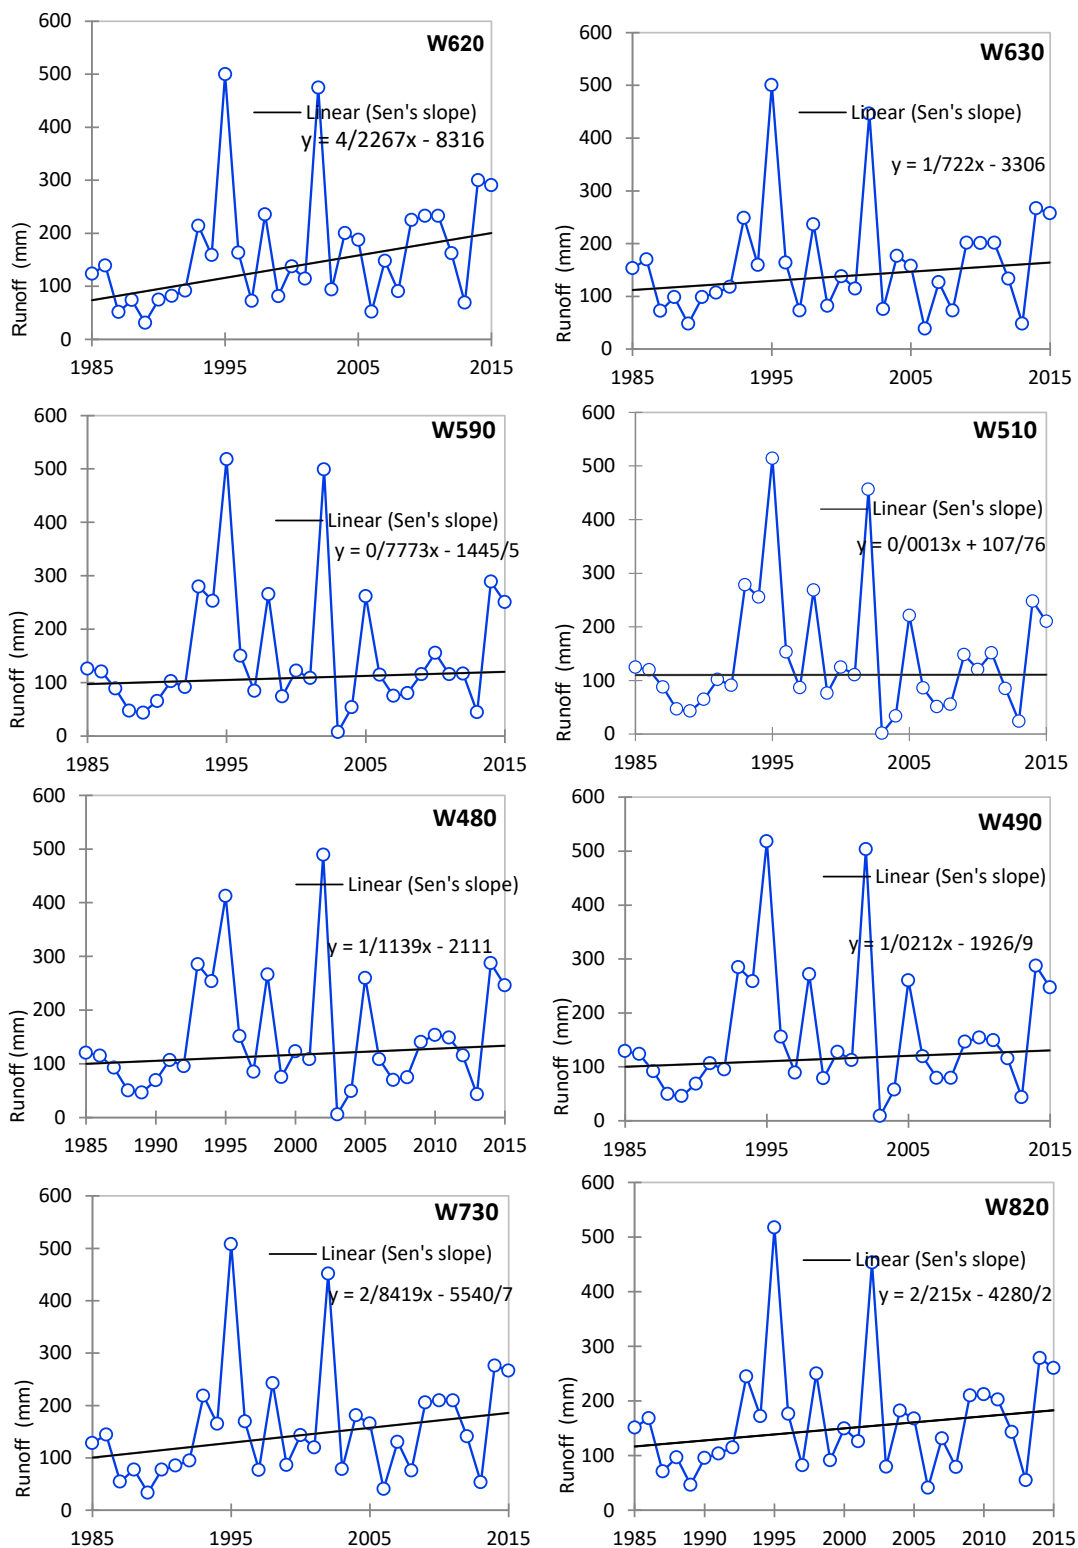 W620
600
500
400
300
200
100
0
Runoff (mm)
Linear (Sen's slope)
y = 4/2267x - 8316
1985 1995 2005 2015
W630
600
500
400
300
200
100
0
Runoff (mm)
Linear (Sen's slope)
y = 1/722x - 3306
1985 1995 2005 2015
W590
600
500
400
300
200
100
0
Runoff (mm)
Linear (Sen's slope)
y = 0/7773x - 1445/5
1985 1995 2005 2015
W510
600
500
400
300
200
100
0
Runoff (mm)
Linear (Sen's slope)
y = 0/0013x + 107/76
1985 1995 2005 2015
W480
600
500
400
300
200
100
0
Runoff (mm)
Linear (Sen's slope)
y = 1/1139x - 2111
1985 1990 1995 2000 2005 2010 2015
W490
600
500
400
300
200
100
0
Runoff (mm)
Linear (Sen's slope)
y = 1/0212x - 1926/9
1985 1995 2005 2015
W730
600
500
400
300
200
100
0
Runoff (mm)
Linear (Sen's slope)
y = 2/8419x - 5540/7
1985 1995 2005 2015
W820
600
500
400
300
200
100
0
Runoff (mm)
Linear (Sen's slope)
y = 2/215x - 4280/2
1985 1990 1995 2000 2005 2010 2015